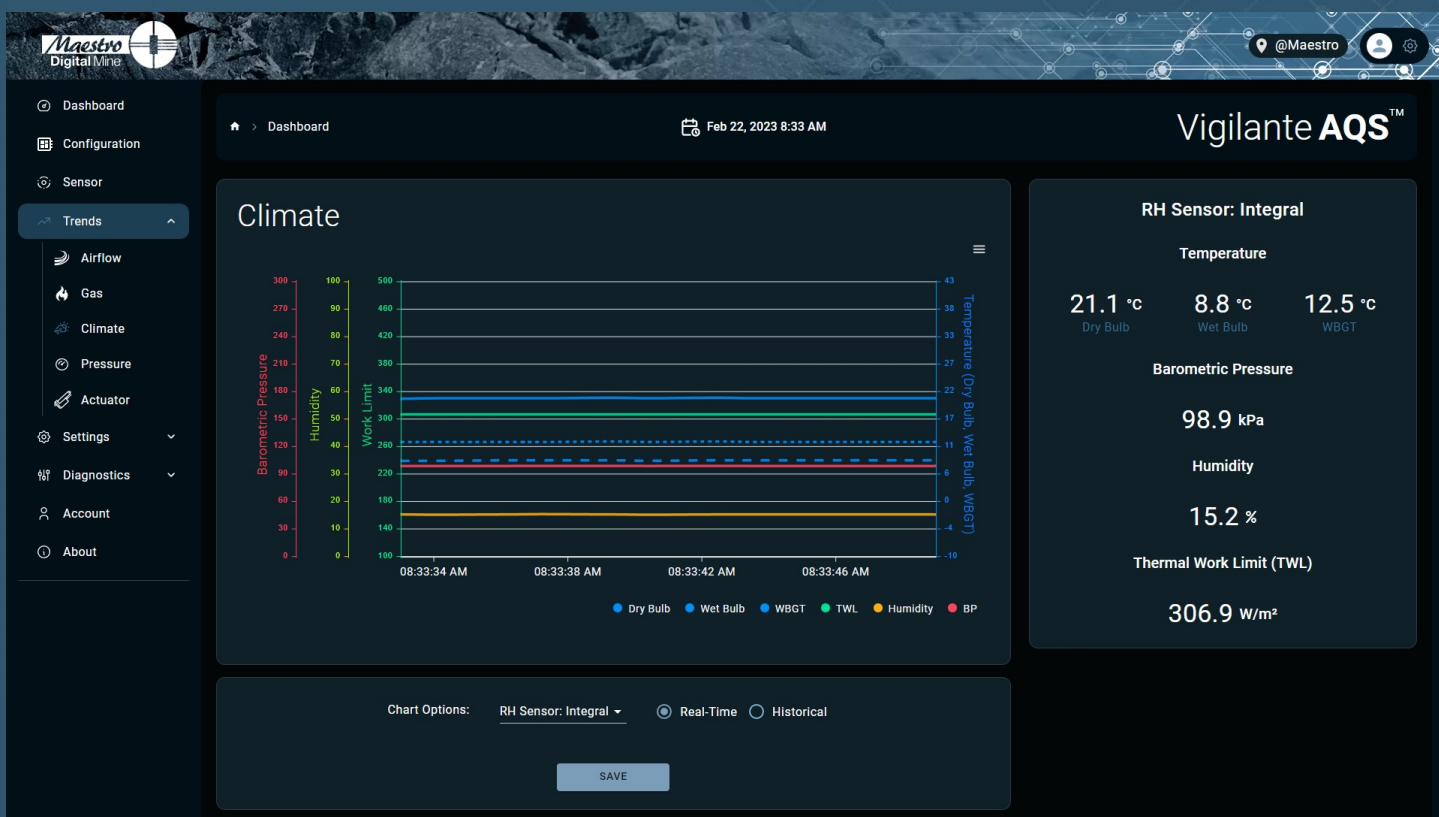 Maestro
Digital Mine
@Maestro
Dashboard
Configuration
Sensor
Trends
Airflow
Gas
Climate
Pressure
Actuator
Settings
Diagnostics
Account
About
> Dashboard
Feb 22, 2023 8:33 AM
Vigilante AQS™
Climate
Barometric Pressure
300
270
240
210
180
150
120
90
60
30
0
Humidity
100
90
80
70
60
50
40
30
20
10
0
Work Limit
500
460
420
380
340
300
260
220
180
140
100
43
38
33
27
22
17
11
6
0
-4
-10
Temperature (Dry Bulb, Wet Bulb, WBGT)
08:33:34 AM 08:33:38 AM 08:33:42 AM 08:33:46 AM
Dry Bulb Wet Bulb WBGT TWL Humidity BP
RH Sensor: Integral
Temperature
21.1 °C 8.8 °C 12.5 °C
Dry Bulb Wet Bulb WBGT
Barometric Pressure
98.9 kPa
Humidity
15.2 %
Thermal Work Limit (TWL)
306.9 W/m²
Chart Options: RH Sensor: Integral Real-Time Historical
SAVE